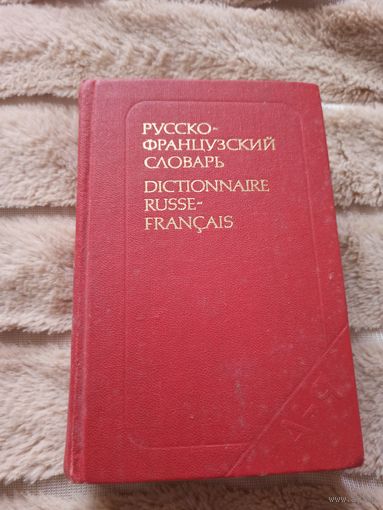 РУССКО-
ФРАНЦУЗСКИЙ
СЛОВАРЬ
DICTIONNAIRE
RUSSE-
FRANÇAIS
А-Я